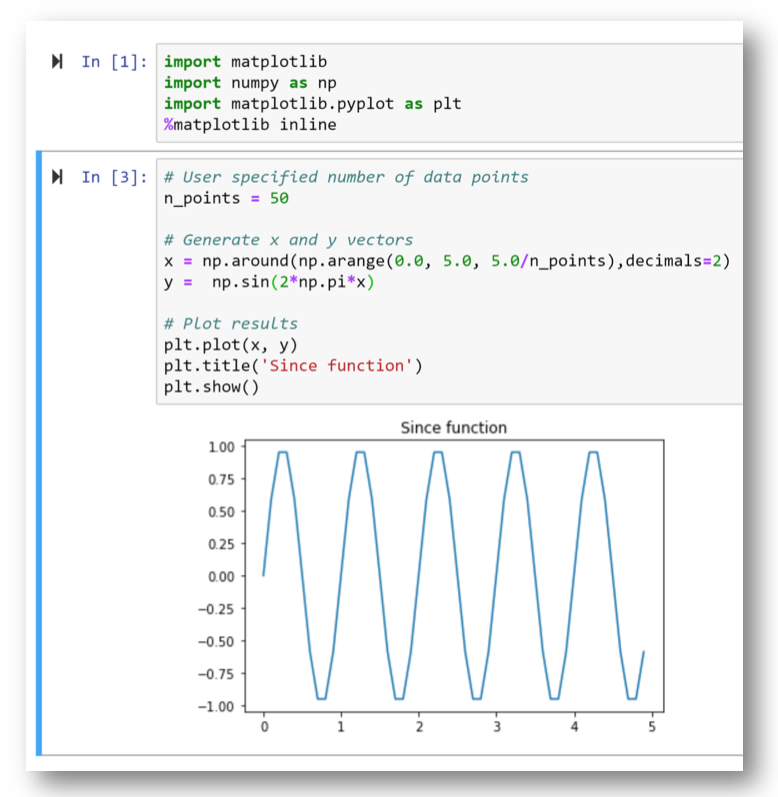 In [1]: import matplotlib
import numpy as np
import matplotlib.pyplot as plt
%matplotlib inline
In [3]: # User specified number of data points
n_points = 50
# Generate x and y vectors
x = np.around(np.arange(0.0, 5.0, 5.0/n_points),decimals=2)
y =  np.sin(2*np.pi*x)
# Plot results
plt.plot(x, y)
plt.title('Since function')
plt.show()
Since function
1.00
0.75
0.50
0.25
0.00
−0.25
−0.50
−0.75
−1.00
0 1 2 3 4 5